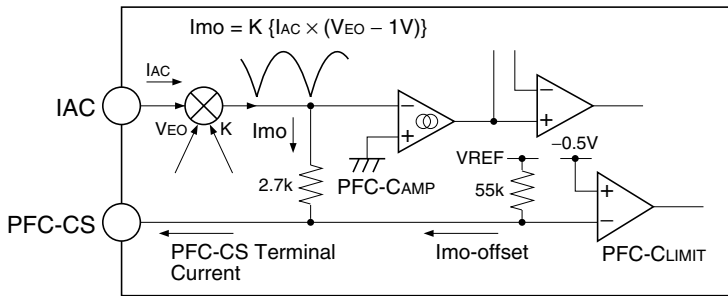 Imo = K {IAC × (VEO – 1V)}
IAC
IAC
VEO
K
Imo
2.7k
PFC-CAMP
VREF
–0.5V
55k
PFC-CS
PFC-CS Terminal
Current
Imo-offset
PFC-CLIMIT
−
+
−
+
+
−